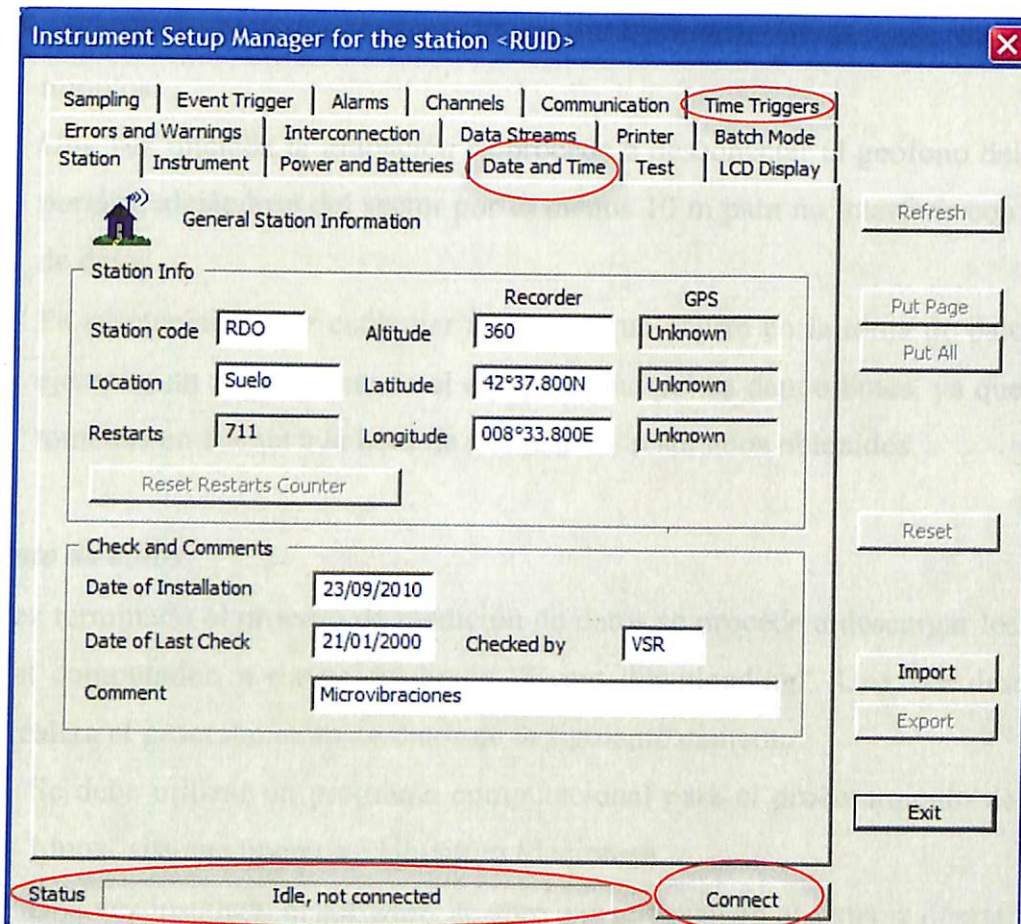 Instrument Setup Manager for the station <RUID>
Sampling Event Trigger Alarms Channels Communication Time Triggers
Errors and Warnings Interconnection Data Streams Printer Batch Mode
Station Instrument Power and Batteries Date and Time Test LCD Display
General Station Information
Refresh
Station Info
Recorder GPS
Put Page
Station code RDO Altitude 360 Unknown
Put All
Location Suelo Latitude 42°37.800N Unknown
Restarts 711 Longitude 008°33.800E Unknown
Reset Restarts Counter
Reset
Check and Comments
Date of Installation 23/09/2010
Date of Last Check 21/01/2000 Checked by VSR
Import
Comment Microvibraciones
Export
Exit
Status Idle, not connected Connect